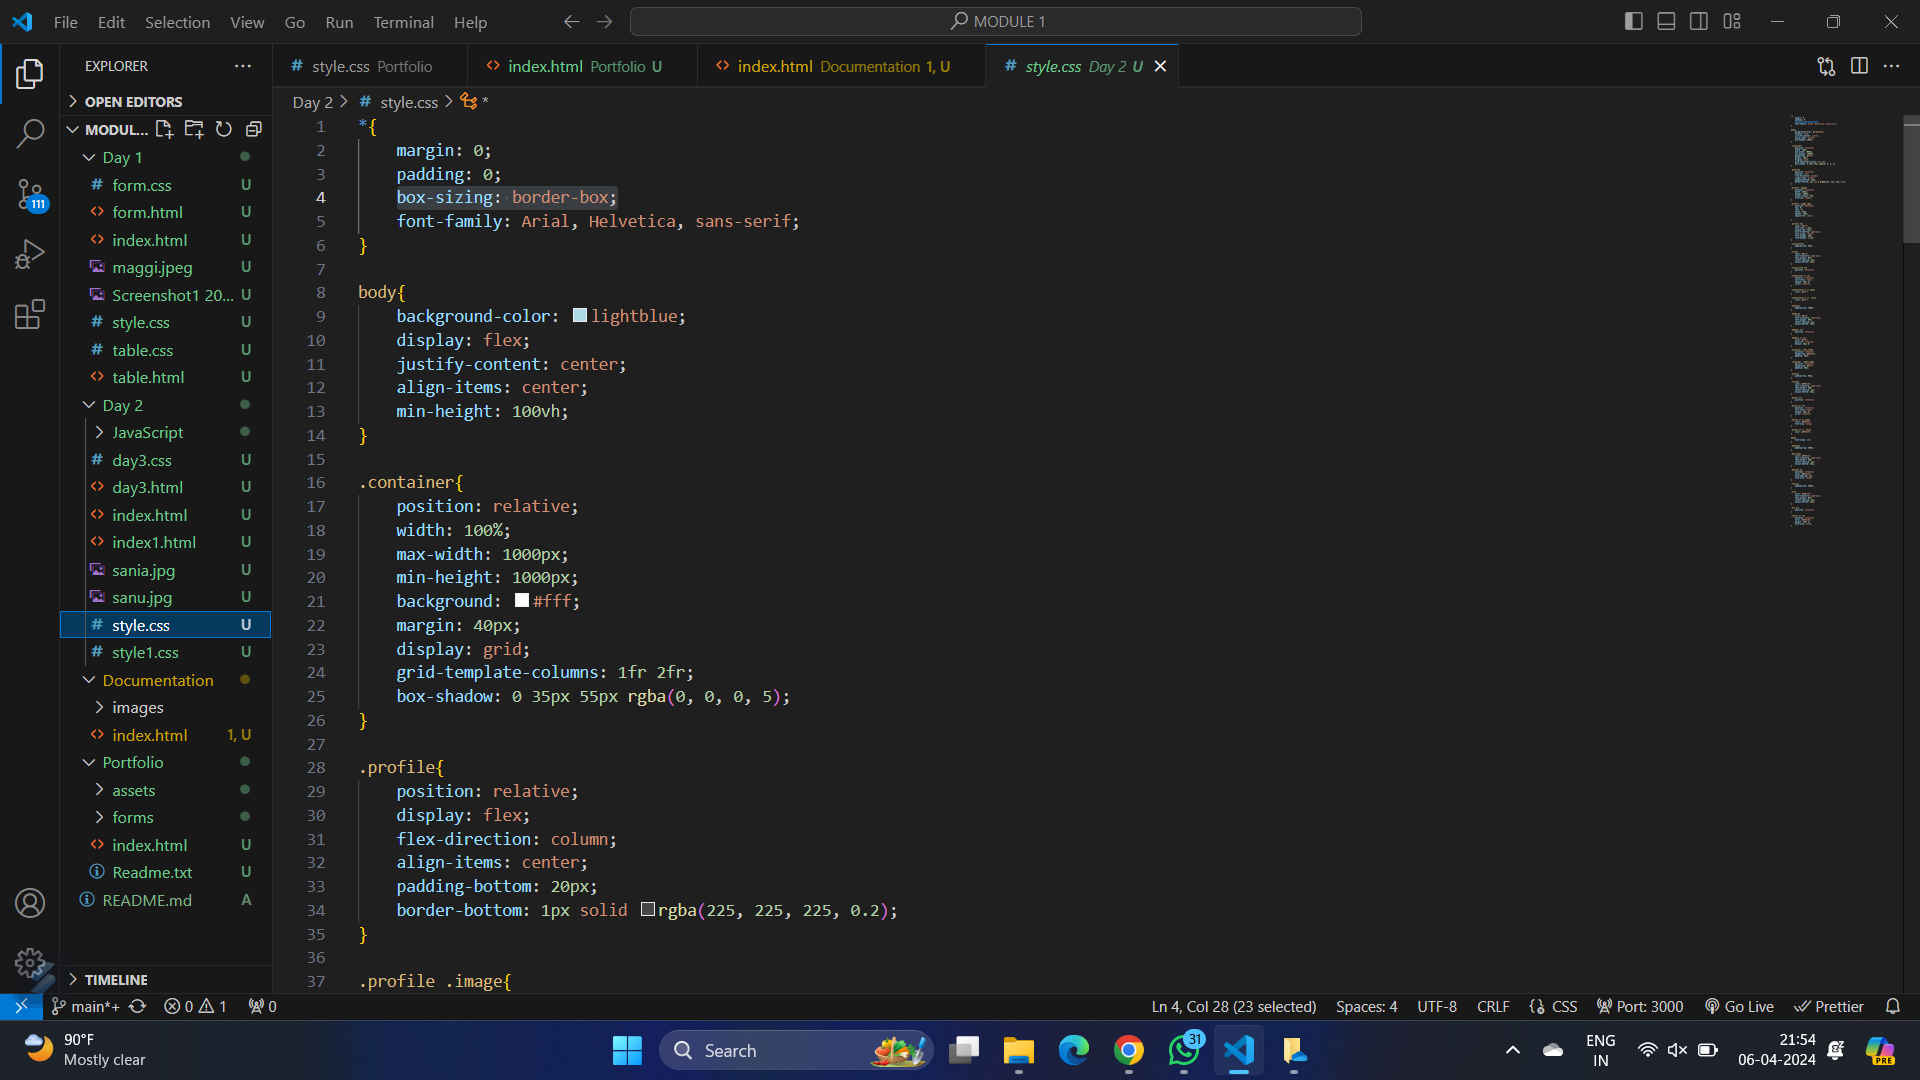 File Edit Selection View Go Run Terminal Help
MODULE 1
EXPLORER
style.css Portfolio
index.html Portfolio U
index.html Documentation 1, U
style.css Day 2 U
OPEN EDITORS
MODUL...
Day 1
form.css U
form.html U
index.html U
maggi.jpeg U
Screenshot1 20... U
style.css U
table.css U
table.html U
Day 2
JavaScript
day3.css U
day3.html U
index.html U
index1.html U
sania.jpg U
sanu.jpg U
style.css U
style1.css U
Documentation
images
index.html 1, U
Portfolio
assets
forms
index.html U
Readme.txt U
README.md A
TIMELINE
111
Day 2 > # style.css > *
1 *{
2 margin: 0;
3 padding: 0;
4 box-sizing: border-box;
5 font-family: Arial, Helvetica, sans-serif;
6 }
7
8 body{
9 background-color: lightblue;
10 display: flex;
11 justify-content: center;
12 align-items: center;
13 min-height: 100vh;
14 }
15
16 .container{
17 position: relative;
18 width: 100%;
19 max-width: 1000px;
20 min-height: 1000px;
21 background: #fff;
22 margin: 40px;
23 display: grid;
24 grid-template-columns: 1fr 2fr;
25 box-shadow: 0 35px 55px rgba(0, 0, 0, 5);
26 }
27
28 .profile{
29 position: relative;
30 display: flex;
31 flex-direction: column;
32 align-items: center;
33 padding-bottom: 20px;
34 border-bottom: 1px solid rgba(225, 225, 225, 0.2);
35 }
36
37 .profile .image{
main*+ 0 1 0
Ln 4, Col 28 (23 selected) Spaces: 4 UTF-8 CRLF CSS Port: 3000 Go Live Prettier
90°F
Mostly clear
Search
31
ENG
IN
21:54
06-04-2024
PRE